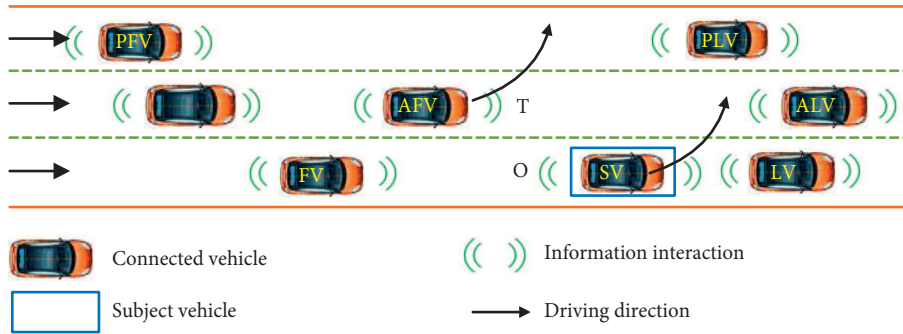 PFV
PLV
AFV
T
ALV
FV
O
SV
LV
Connected vehicle
Information interaction
Subject vehicle
Driving direction